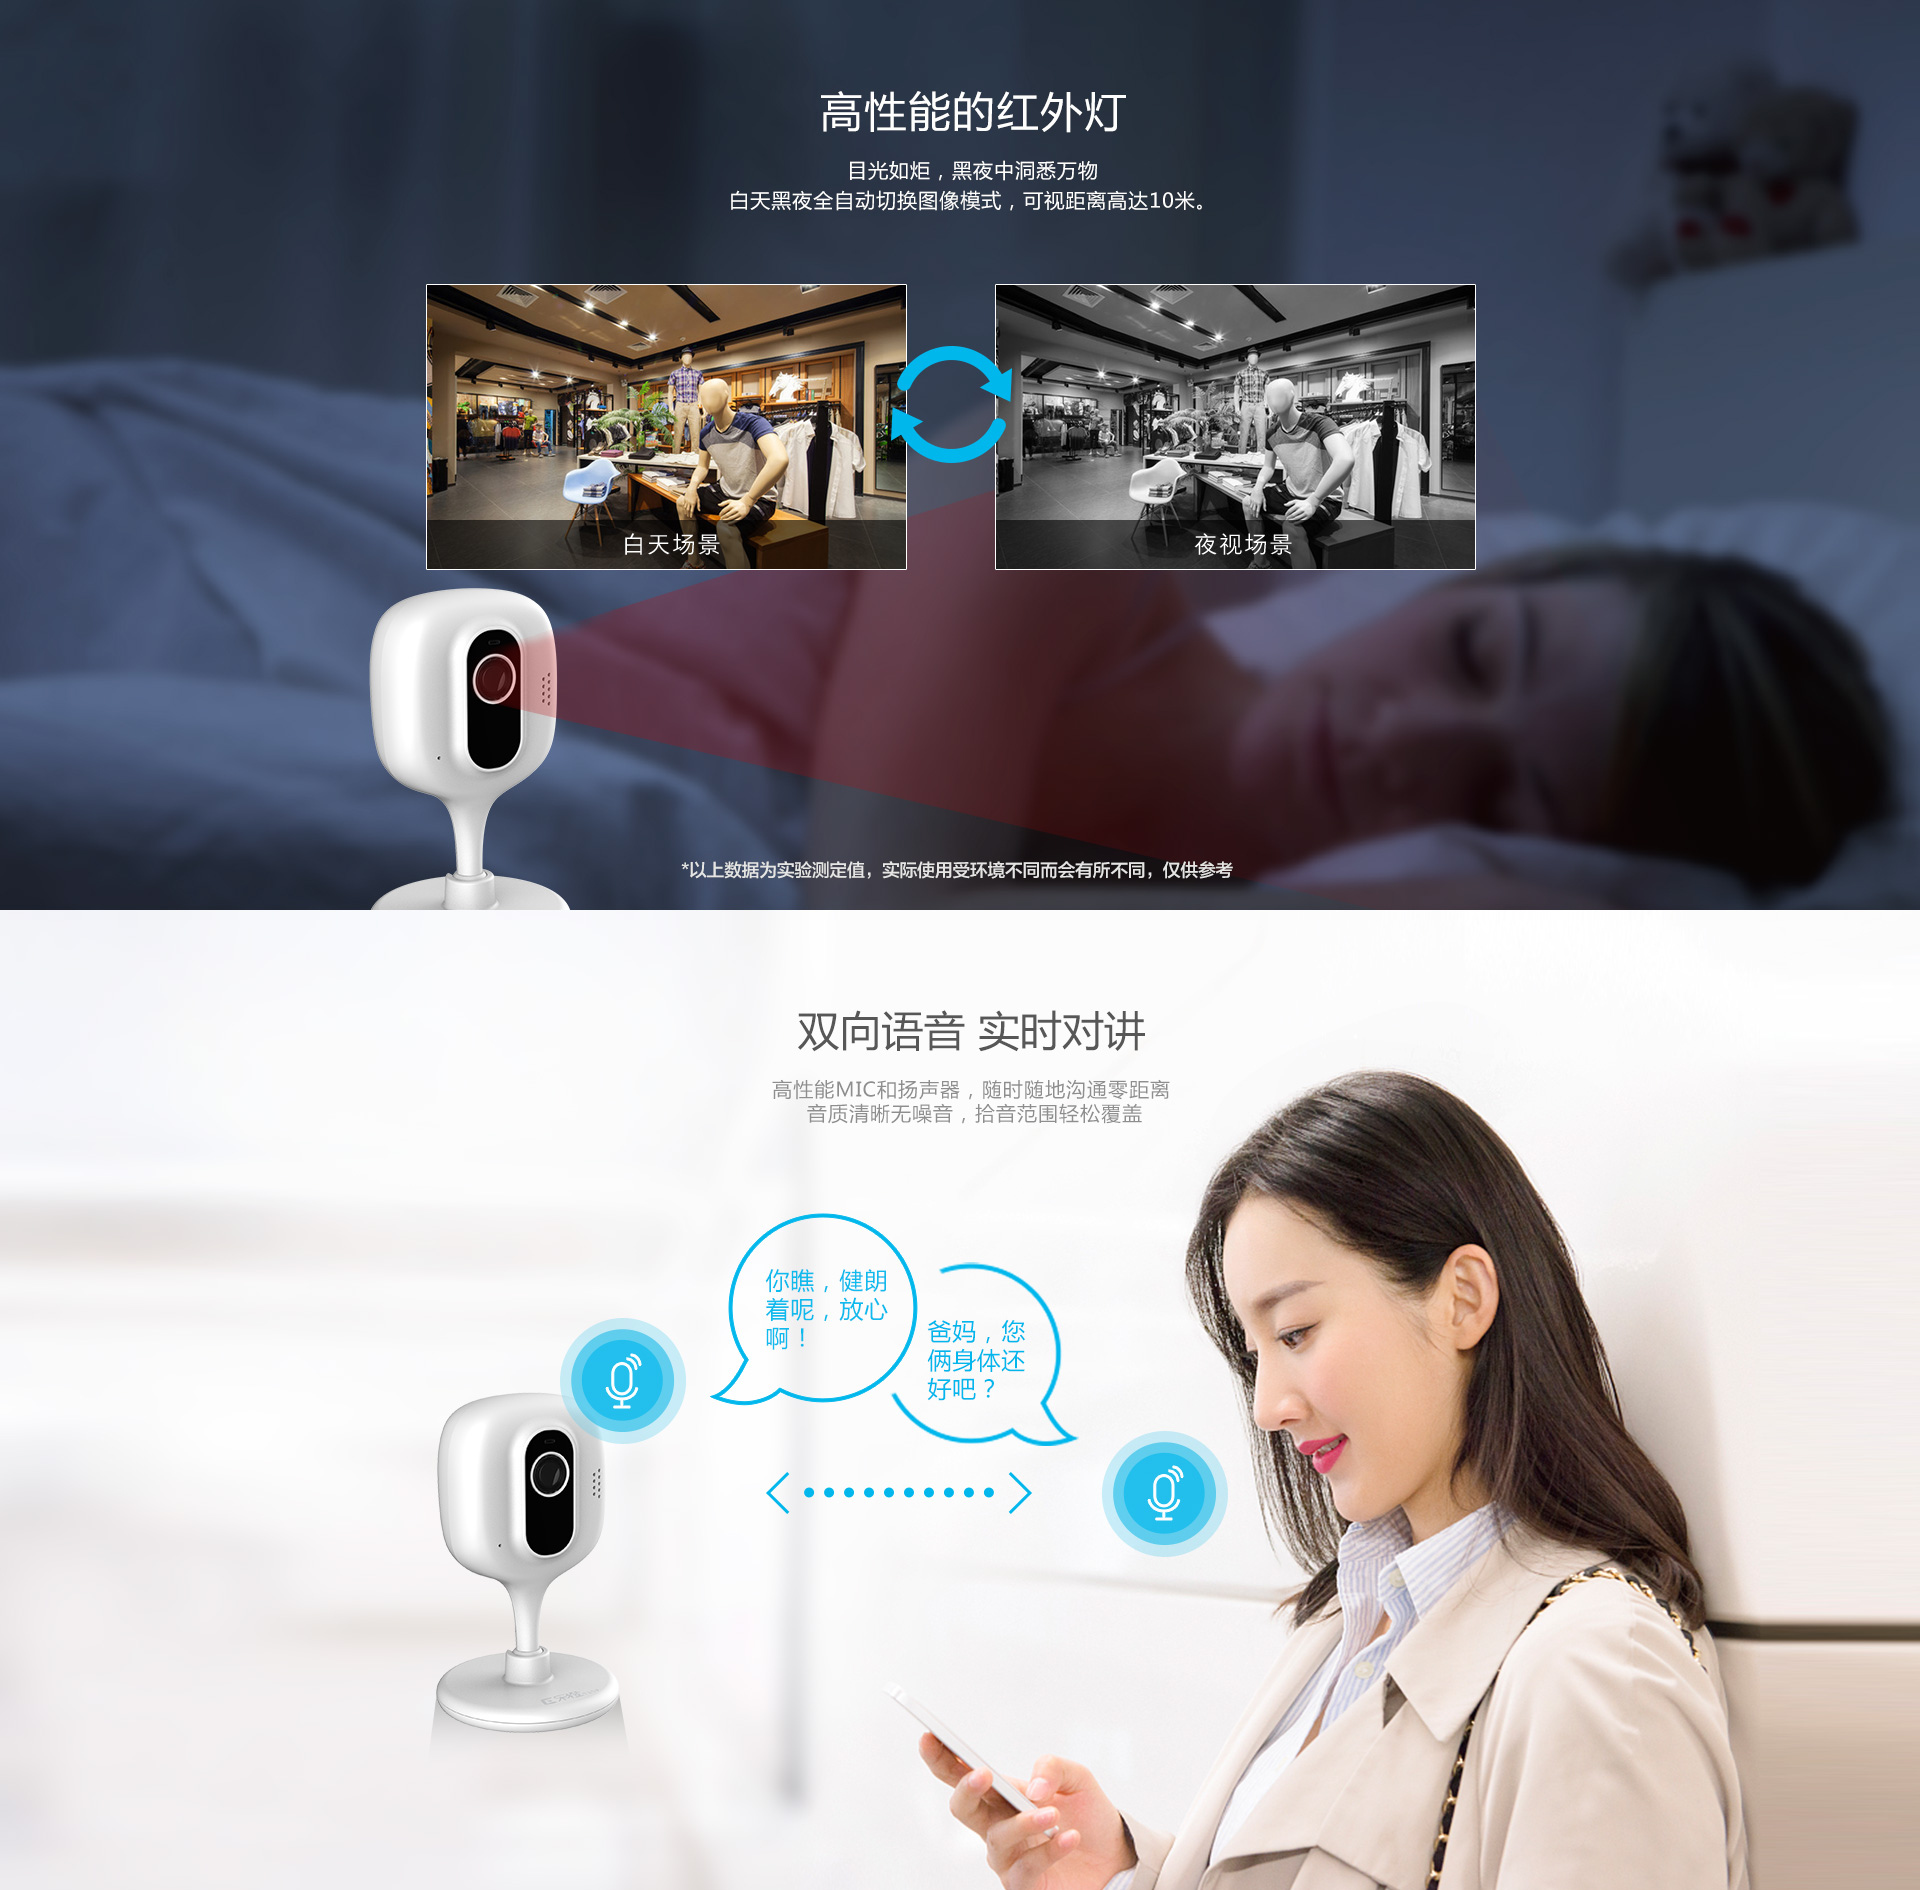 高性能的红外灯
目光如炬，黑夜中洞悉万物
白天黑夜全自动切换图像模式，可视距离高达10米。
白天场景
夜视场景
*以上数据为实验测定值，实际使用受环境不同而会有所不同，仅供参考
双向语音 实时对讲
高性能MIC和扬声器，随时随地沟通零距离
音质清晰无噪音，拾音范围轻松覆盖
你瞧，健朗
着呢，放心
啊！
爸妈，您
俩身体还
好吧？